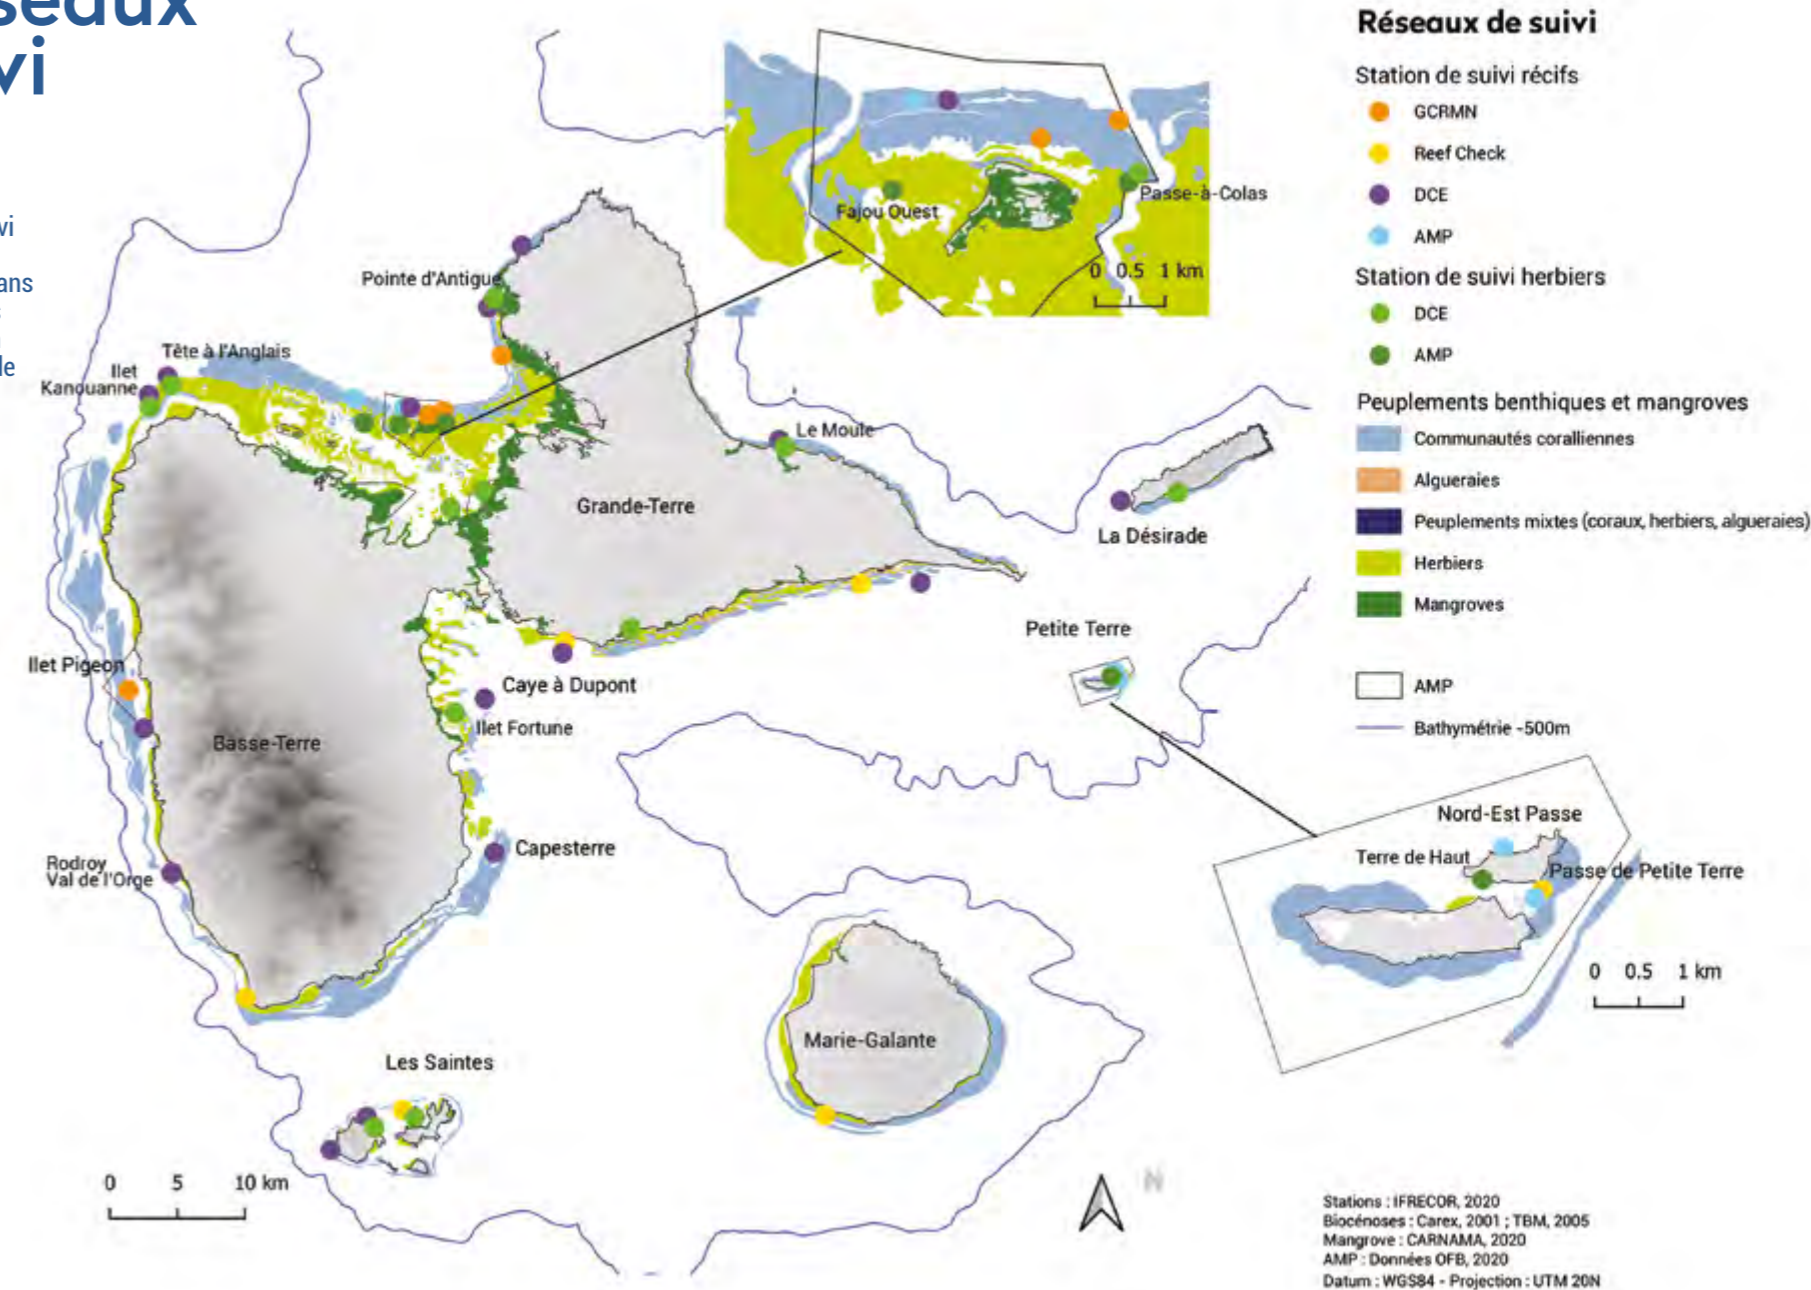 seaux
vi
vi
ans
de
Réseaux de suivi
Station de suivi récifs
GCRMN
Reef Check
DCE
AMP
Station de suivi herbiers
DCE
AMP
Peuplements benthiques et mangroves
Communautés coralliennes
Algueraies
Peuplements mixtes (coraux, herbiers, algueraies)
Herbiers
Mangroves
AMP
Bathymétrie -500m
Fajou Ouest
Passe-à-Colas
0 0.5 1 km
Pointe d'Antigue
Tête à l'Anglais
Ilet
Kanouanne
Le Moule
Grande-Terre
La Désirade
Petite Terre
Ilet Pigeon
Caye à Dupont
Ilet Fortune
Basse-Terre
Capesterre
Rodroy
Val de l'Orge
Nord-Est Passe
Terre de Haut
Passe de Petite Terre
0 0.5 1 km
Marie-Galante
Les Saintes
0 5 10 km
N
Stations : IFRECOR, 2020
Biocénoses : Carex, 2001 ; TBM, 2005
Mangrove : CARNAMA, 2020
AMP : Données OFB, 2020
Datum : WGS84 - Projection : UTM 20N